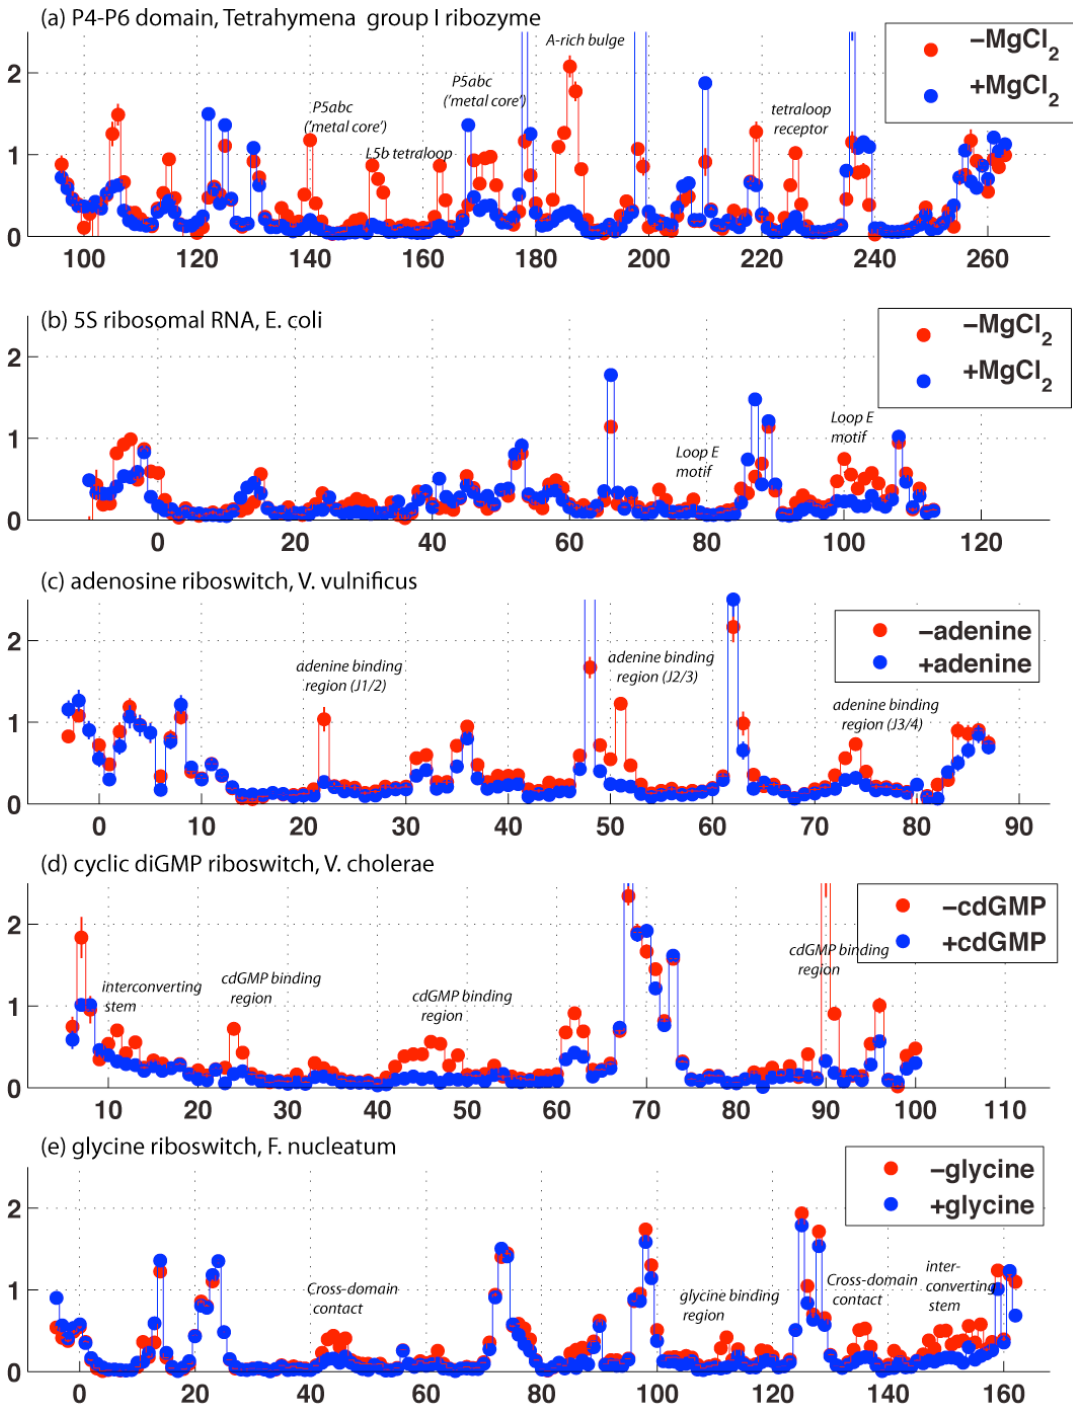 (a) P4-P6 domain, Tetrahymena  group I ribozyme
A-rich bulge
–MgCl2
+MgCl2
P5abc
('metal core')
P5abc
('metal core')
L5b tetraloop
tetraloop
receptor
2
1
0
100 120 140 160 180 200 220 240 260
(b) 5S ribosomal RNA, E. coli
–MgCl2
+MgCl2
Loop E
motif
Loop E
motif
2
1
0
0 20 40 60 80 100 120
(c) adenosine riboswitch, V. vulnificus
–adenine
+adenine
adenine binding
region (J1/2)
adenine binding
region (J2/3)
adenine binding
region (J3/4)
2
1
0
0 10 20 30 40 50 60 70 80 90
(d) cyclic diGMP riboswitch, V. cholerae
–cdGMP
+cdGMP
interconverting
stem
cdGMP binding
region
cdGMP binding
region
cdGMP binding
region
2
1
0
10 20 30 40 50 60 70 80 90 100 110
(e) glycine riboswitch, F. nucleatum
–glycine
+glycine
Cross-domain
contact
glycine binding
region
Cross-domain
contact
inter-
converting
stem
2
1
0
0 20 40 60 80 100 120 140 160